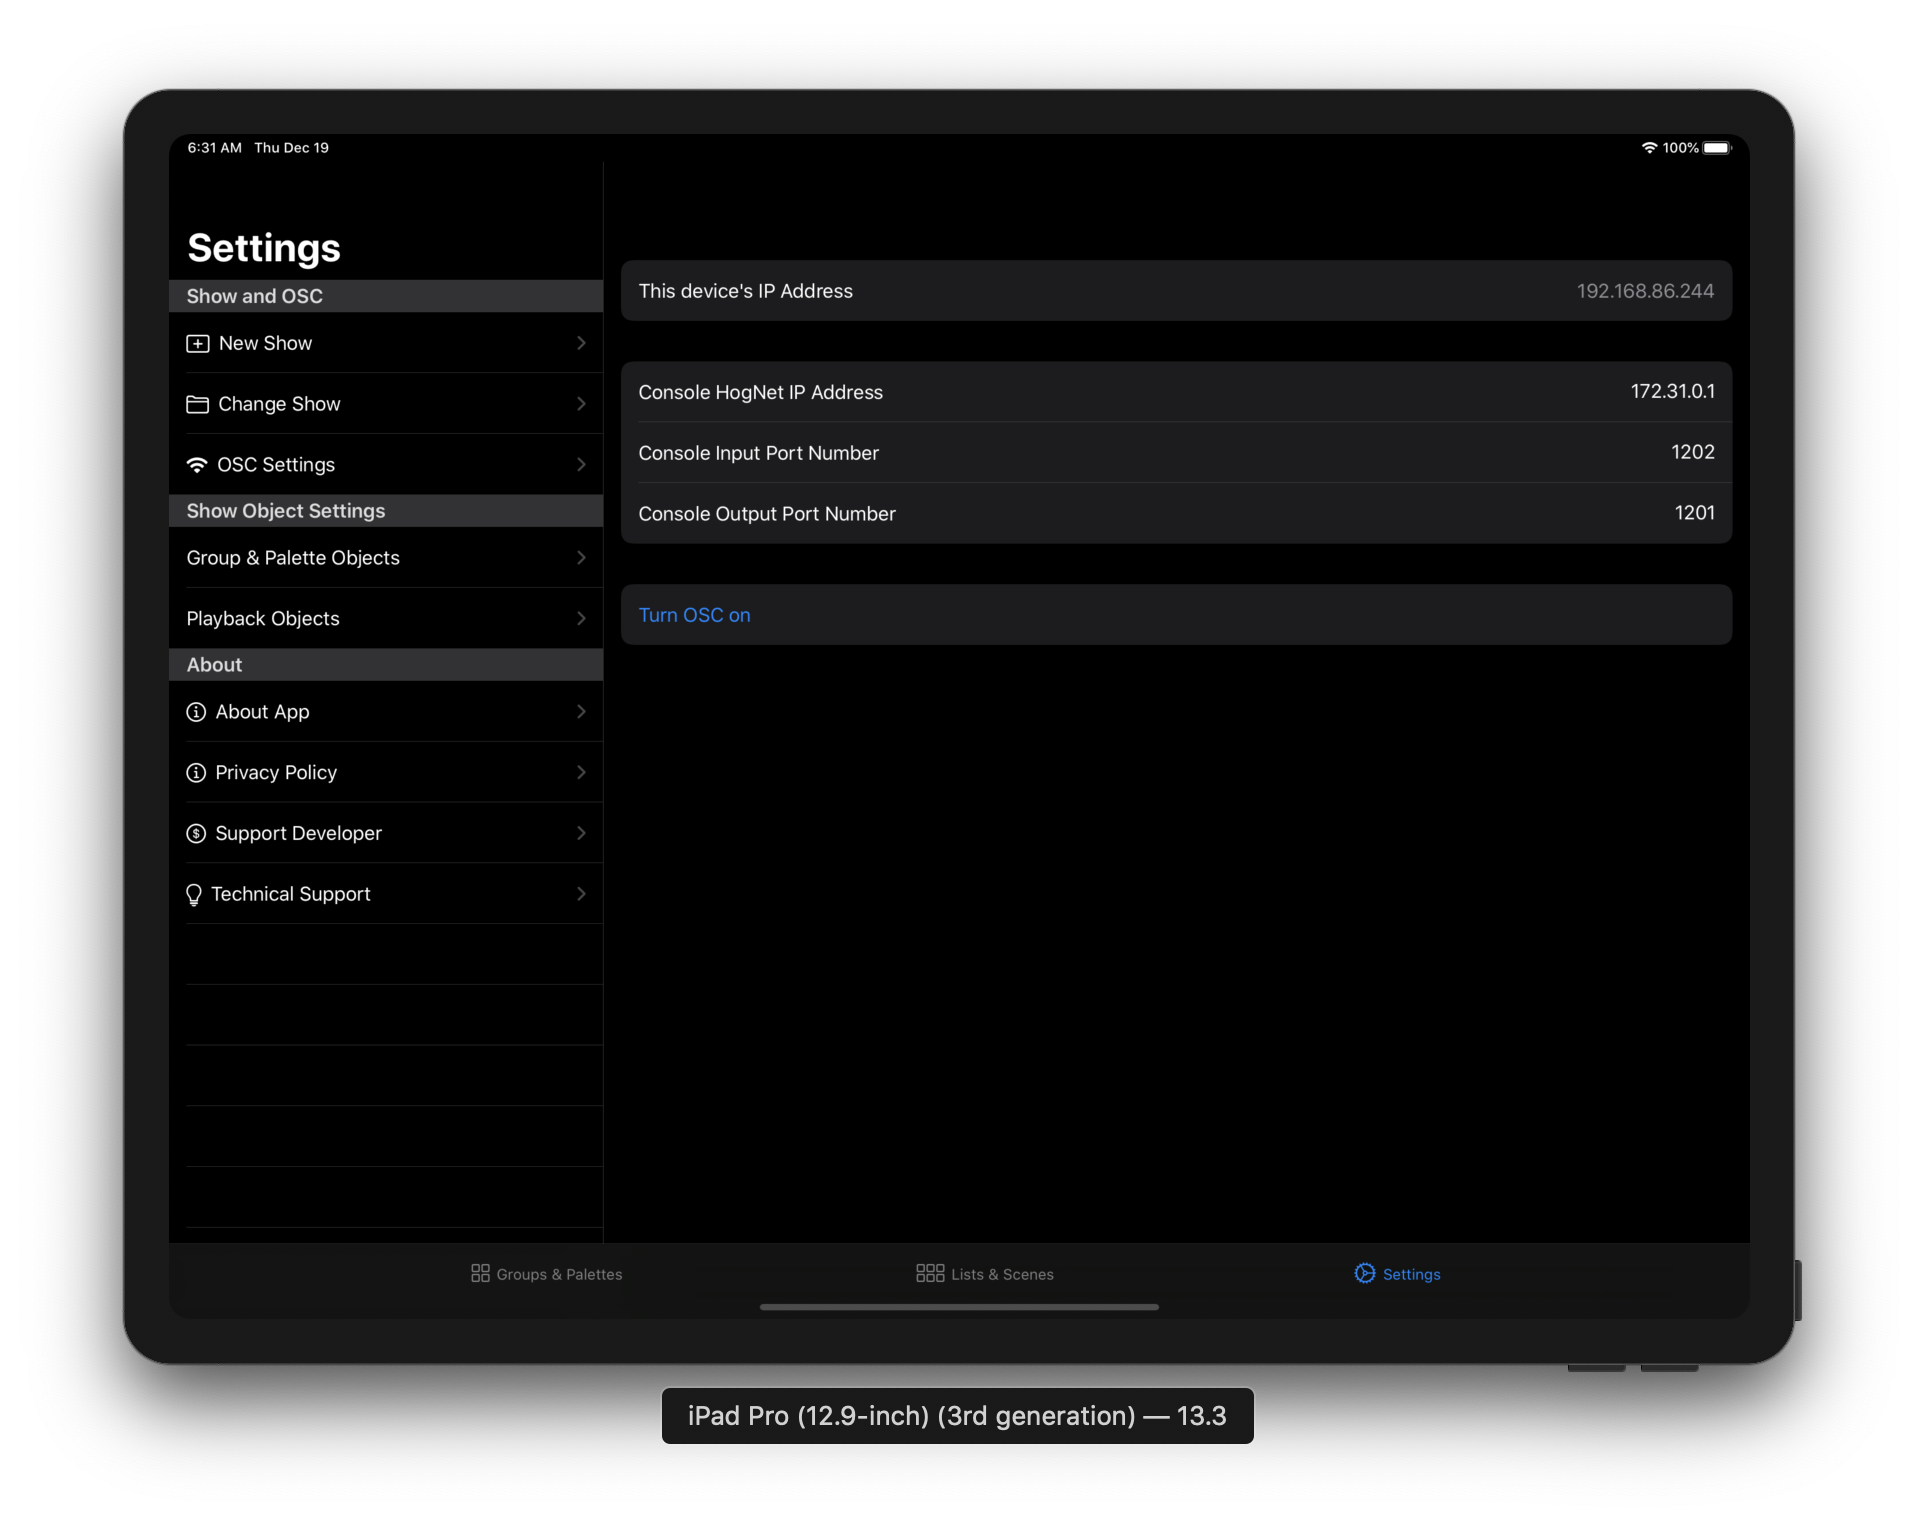 6:31 AM Thu Dec 19
100%
Settings
Show and OSC
New Show
Change Show
OSC Settings
Show Object Settings
Group & Palette Objects
Playback Objects
About
About App
Privacy Policy
Support Developer
Technical Support
This device's IP Address 192.168.86.244
Console HogNet IP Address 172.31.0.1
Console Input Port Number 1202
Console Output Port Number 1201
Turn OSC on
Groups & Palettes Lists & Scenes Settings
iPad Pro (12.9-inch) (3rd generation) — 13.3